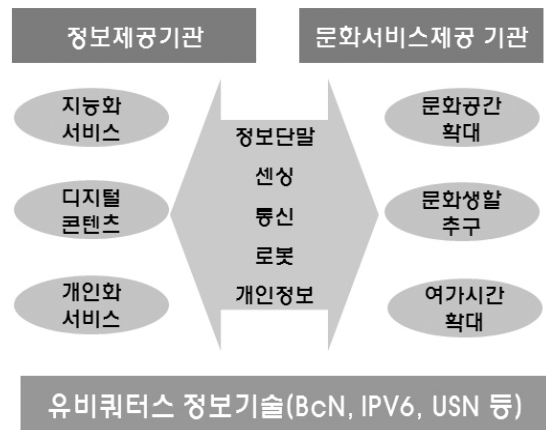 정보제공기관
문화서비스제공 기관
지능화
서비스
디지털
콘텐츠
개인화
서비스
정보단말
센싱
통신
로봇
개인정보
문화공간
확대
문화생활
추구
여가시간
확대
유비쿼터스 정보기술(BcN, IPV6, USN 등)